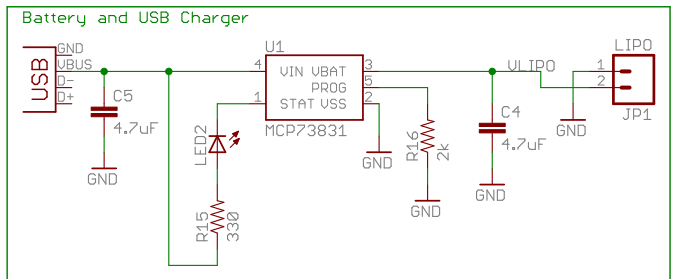 Battery and USB Charger
USB
GND
VBUS
D-
D+
C5
4.7uF
GND
LED2
R15
330
U1
4 VIN VBAT 3
PROG 5
1 STAT VSS 2
MCP73831
GND
R16
2k
GND
VLIPO
C4
4.7uF
GND
LIPO
1
2
JP1
GND